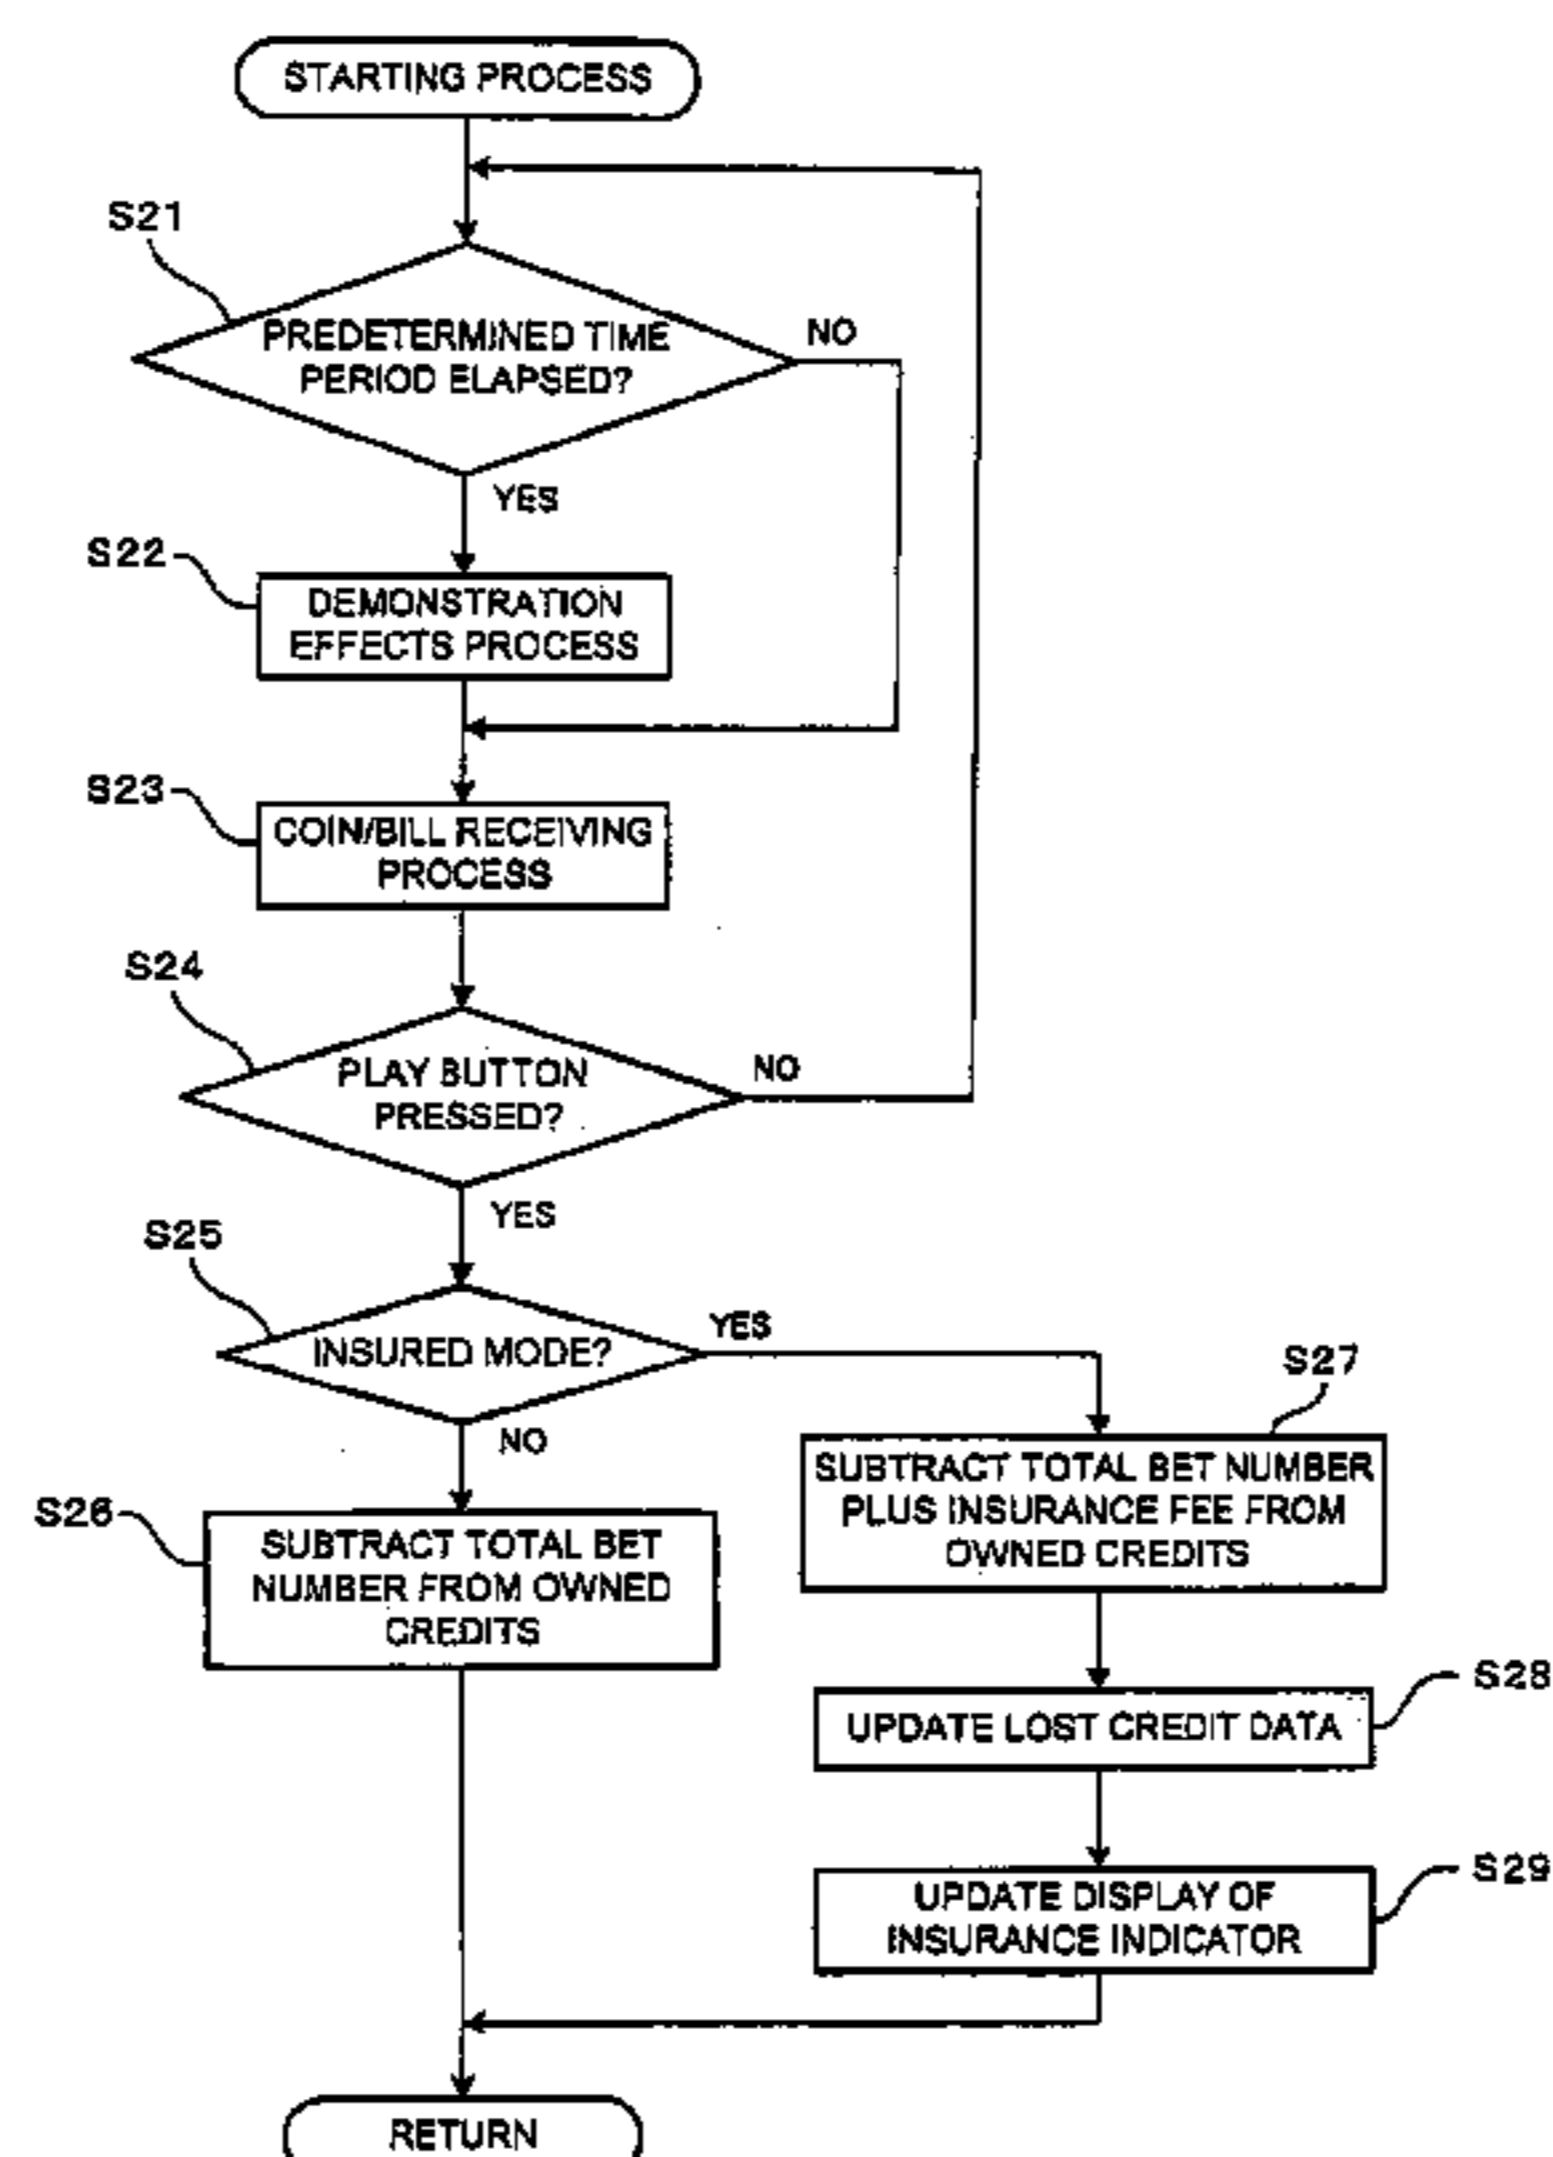 STARTING PROCESS
S21
PREDETERMINED TIME
PERIOD ELAPSED?
NO
YES
S22
DEMONSTRATION
EFFECTS PROCESS
S23
COIN/BILL RECEIVING
PROCESS
S24
PLAY BUTTON
PRESSED?
NO
YES
S25
INSURED MODE?
YES
NO
S26
SUBTRACT TOTAL BET
NUMBER FROM OWNED
CREDITS
S27
SUBTRACT TOTAL BET NUMBER
PLUS INSURANCE FEE FROM
OWNED CREDITS
S28
UPDATE LOST CREDIT DATA
S29
UPDATE DISPLAY OF
INSURANCE INDICATOR
RETURN